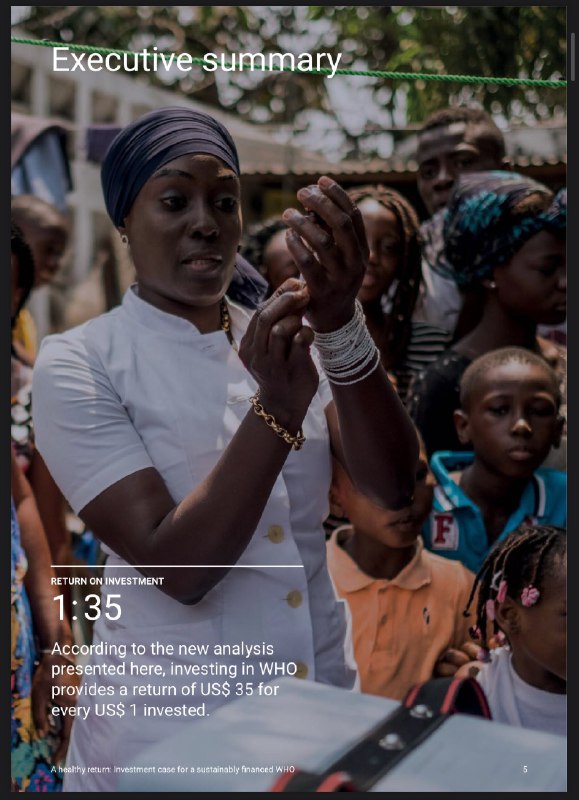 Executive summary
F
RETURN ON INVESTMENT
1:35
According to the new analysis
presented here, investing in WHO
provides a return of US$ 35 for
every US$ 1 invested.
A healthy return: Investment case for a sustainably financed WHO
5